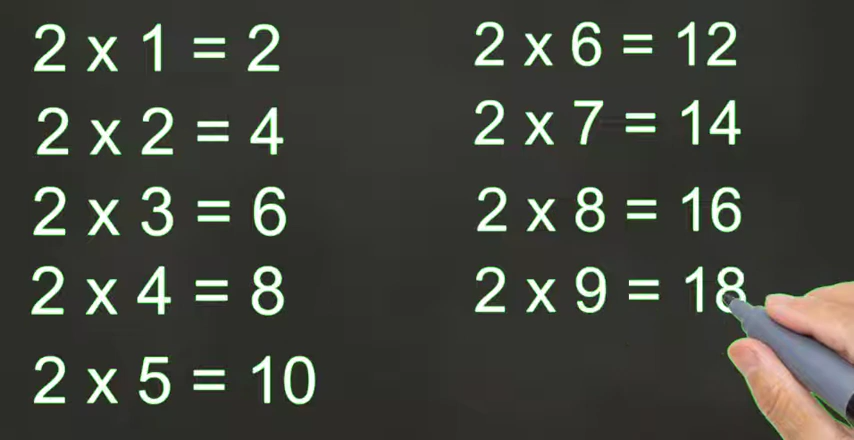 2 x 1 = 2
2 x 2 = 4
2 x 3 = 6
2 x 4 = 8
2 x 5 = 10
2 x 6 = 12
2 x 7 = 14
2 x 8 = 16
2 x 9 = 18